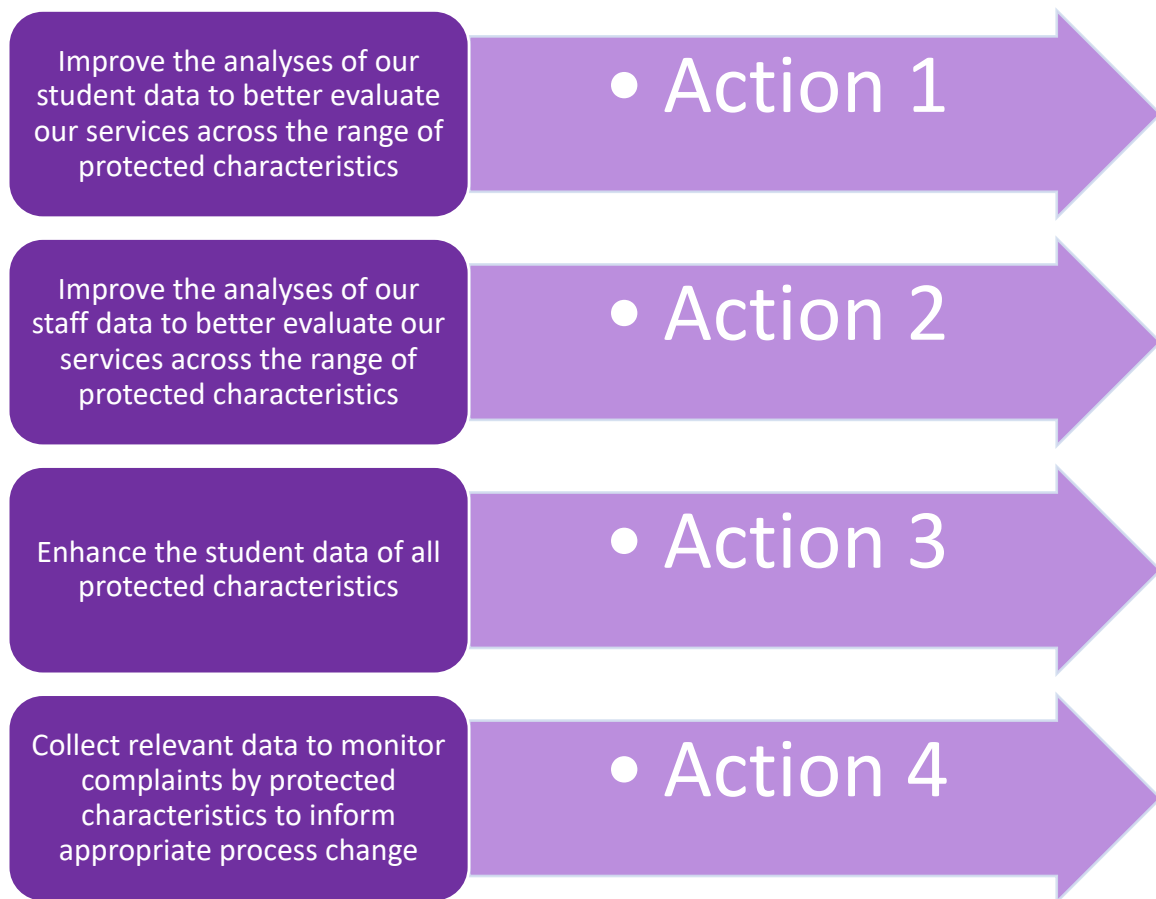 Improve the analyses of our
student data to better evaluate
our services across the range of
protected characteristics
• Action 1
Improve the analyses of our
staff data to better evaluate our
services across the range of
protected characteristics
• Action 2
Enhance the student data of all
protected characteristics
• Action 3
Collect relevant data to monitor
complaints by protected
characteristics to inform
appropriate process change
• Action 4